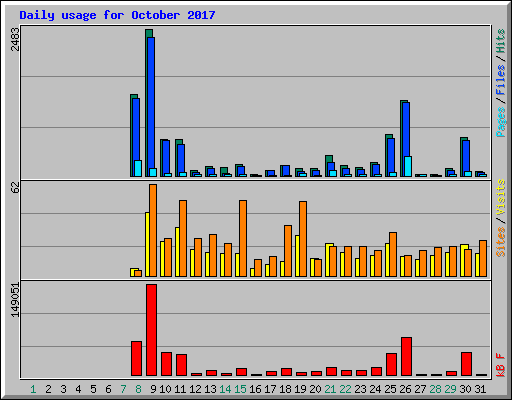 Daily usage for October 2017
2483
Pages / Files / Hits
62
Sites / Visits
149051
kB F
1 2 3 4 5 6 7 8 9 10 11 12 13 14 15 16 17 18 19 20 21 22 23 24 25 26 27 28 29 30 31